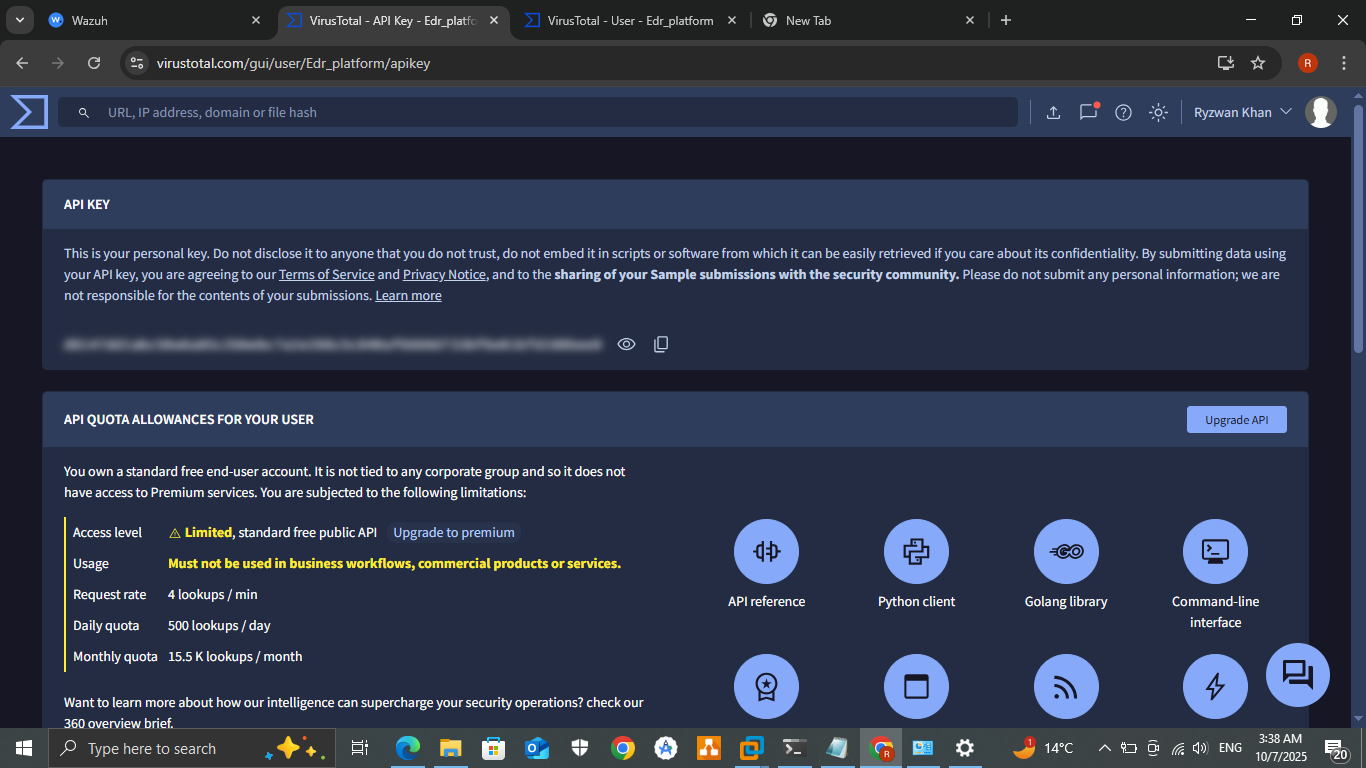 Wazuh
VirusTotal - API Key - Edr_platfo
VirusTotal - User - Edr_platform
New Tab
virustotal.com/gui/user/Edr_platform/apikey
R
URL, IP address, domain or file hash
Ryzwan Khan
API KEY
This is your personal key. Do not disclose it to anyone that you do not trust, do not embed it in scripts or software from which it can be easily retrieved if you care about its confidentiality. By submitting data using
your API key, you are agreeing to our Terms of Service and Privacy Notice, and to the sharing of your Sample submissions with the security community. Please do not submit any personal information; we are
not responsible for the contents of your submissions. Learn more
API QUOTA ALLOWANCES FOR YOUR USER
Upgrade API
You own a standard free end-user account. It is not tied to any corporate group and so it does
not have access to Premium services. You are subjected to the following limitations:
Access level Limited, standard free public API Upgrade to premium
Usage Must not be used in business workflows, commercial products or services.
Request rate 4 lookups / min
Daily quota 500 lookups / day
Monthly quota 15.5 K lookups / month
Want to learn more about how our intelligence can supercharge your security operations? check our
360 overview brief.
API reference
Python client
Golang library
Command-line
interface
Type here to search
14°C
ENG
3:38 AM
10/7/2025
20